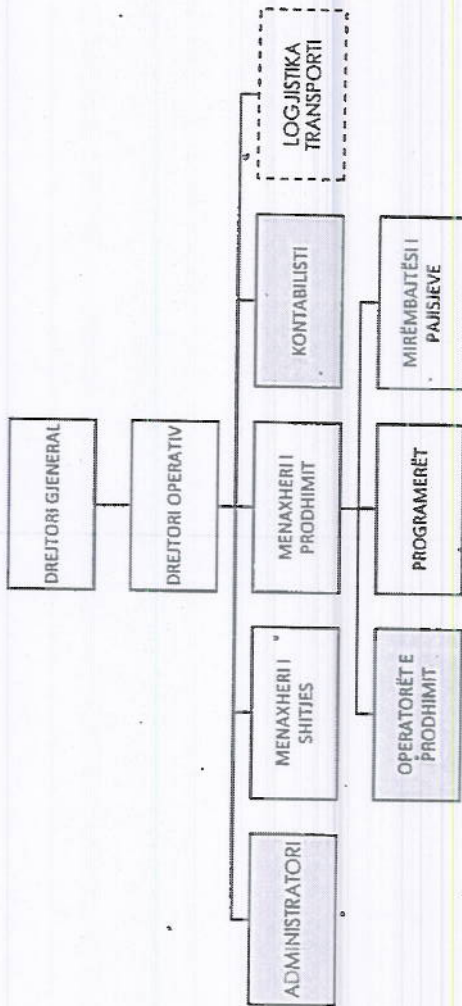 DREJTORI GJENERAL
DREJTORI OPERATIV
ADMINISTRATORI
MENAXHERI I
SHITJES
MENAXHERI I
PRODHIMIT
KONTABILISTI
LOGJISTIKA
TRANSPORTI
OPERATORËT E
PRODHIMIT
PROGRAMERËT
MIRËMBAJTËSI I
PAJISJEVE